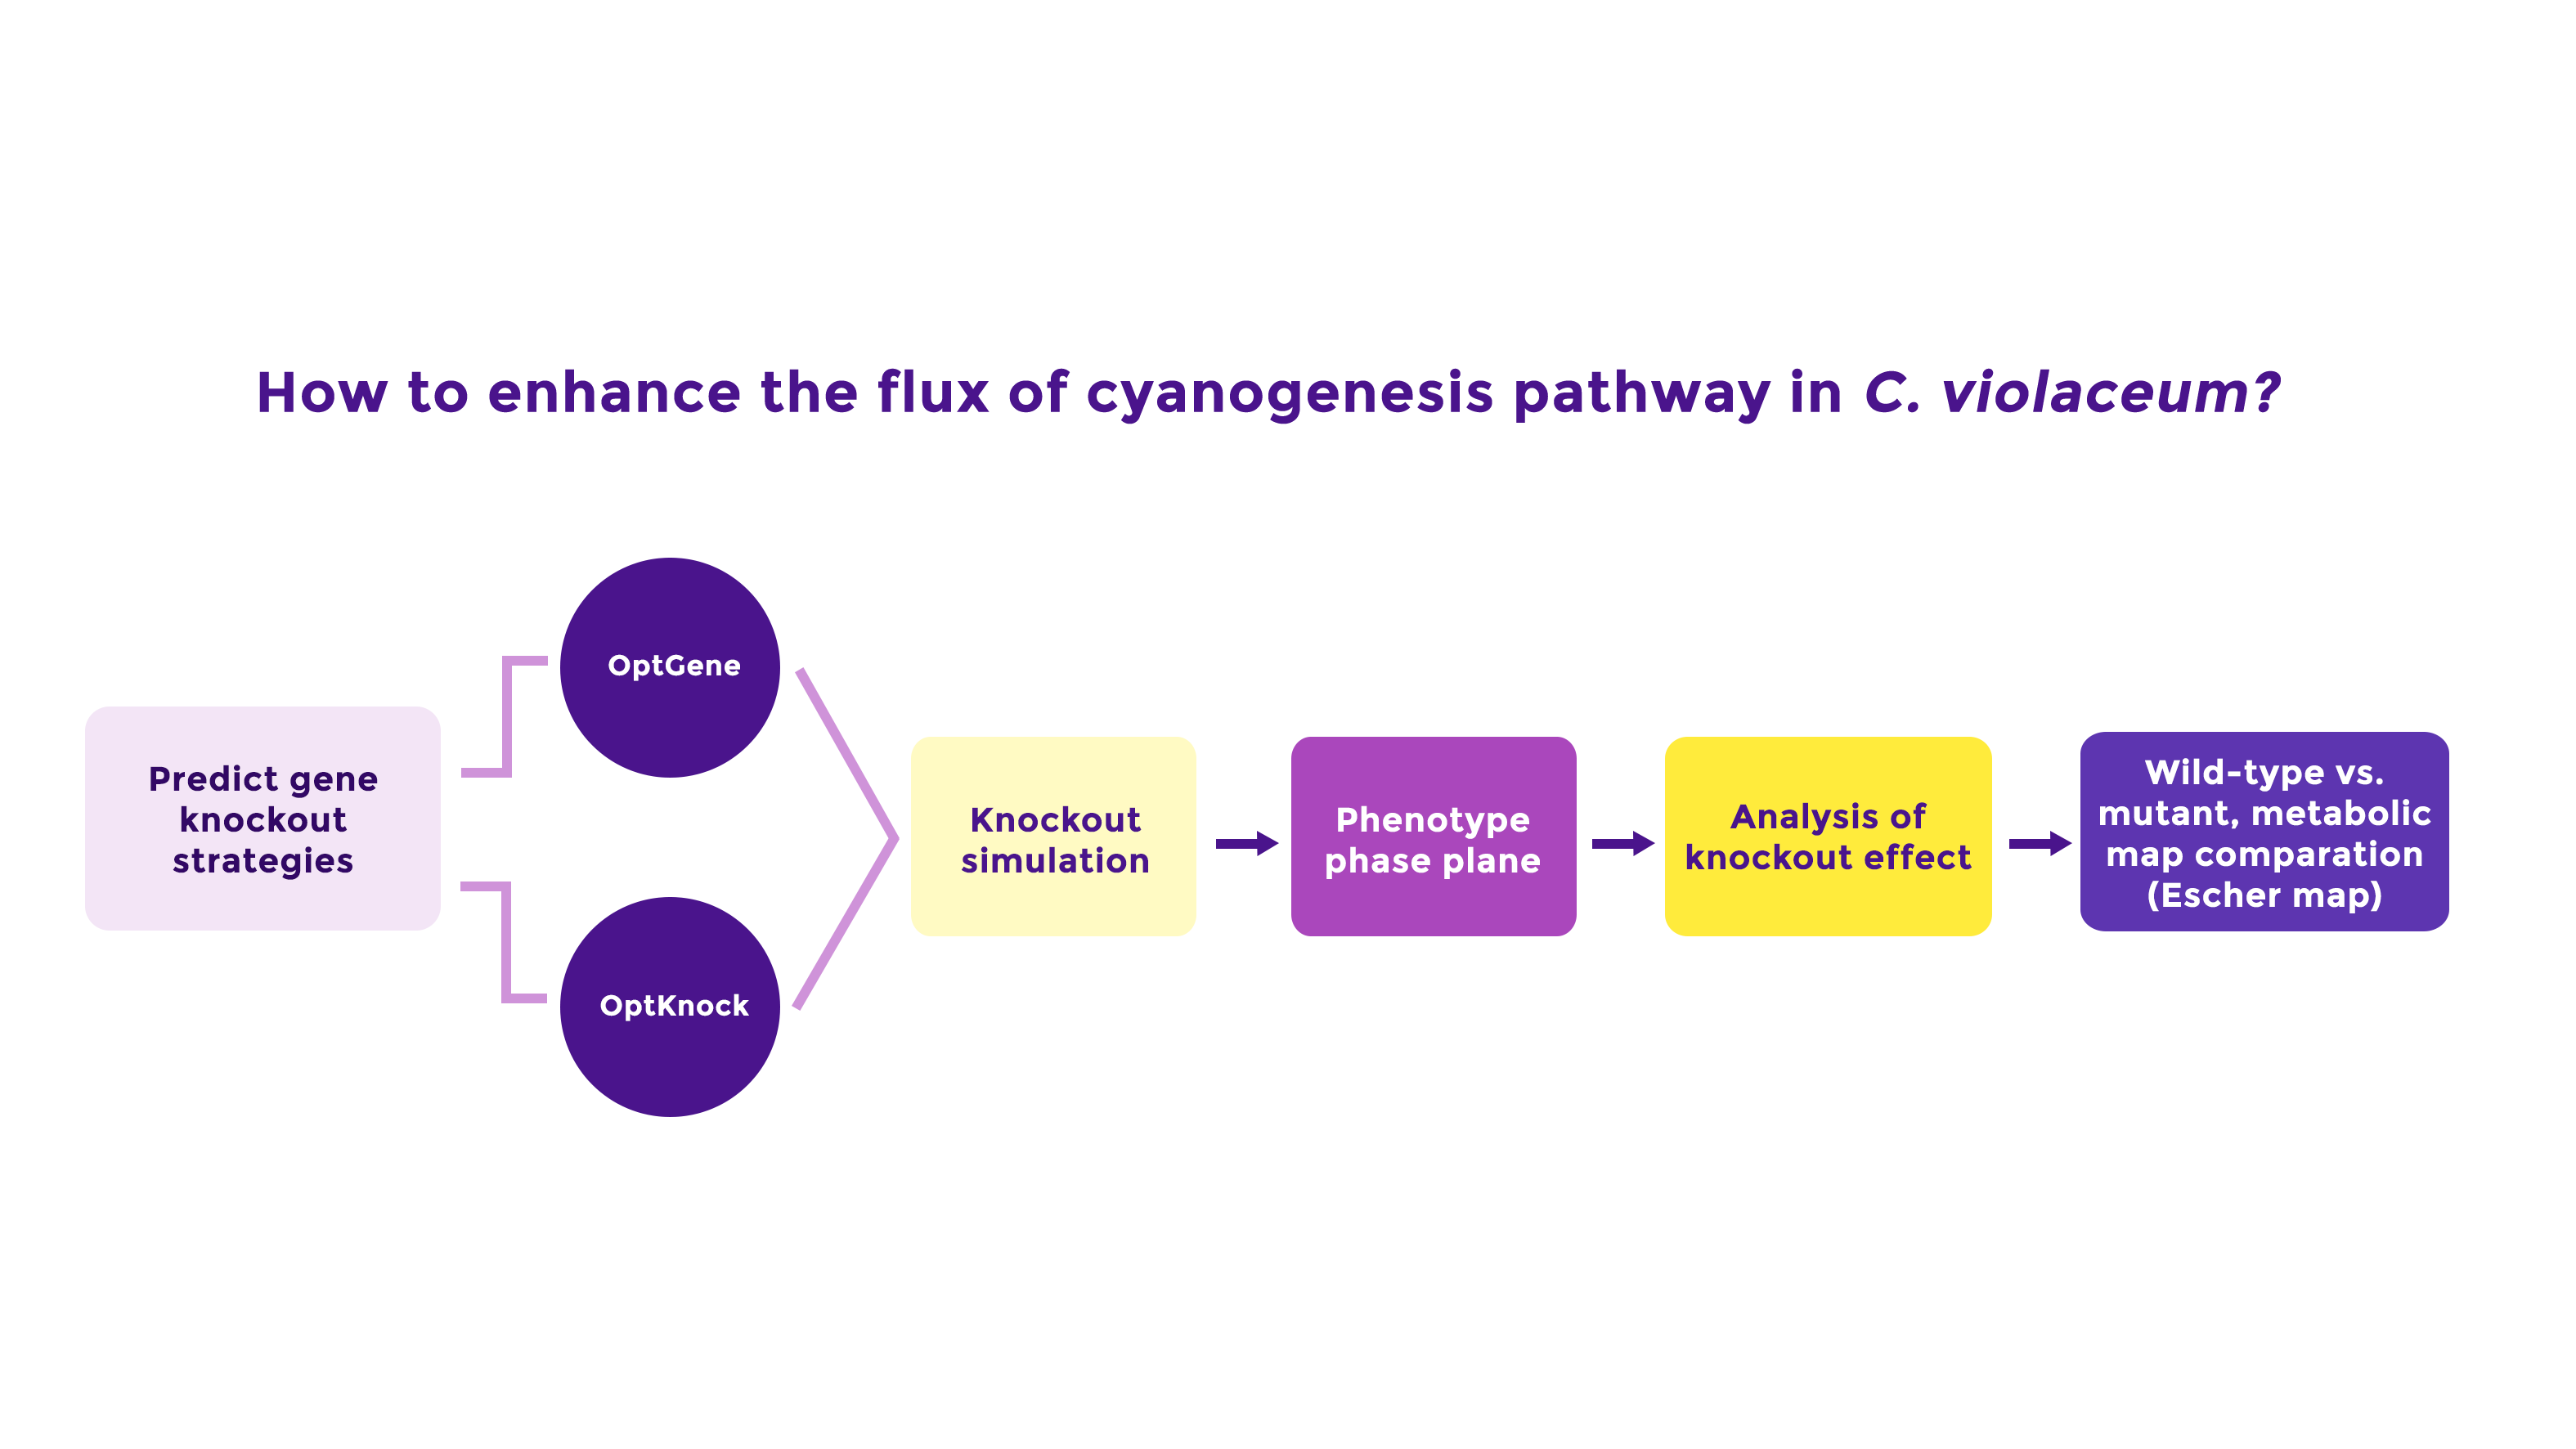 How to enhance the flux of cyanogenesis pathway in C. violaceum?
Predict gene
knockout
strategies
OptGene
OptKnock
Knockout
simulation
Phenotype
phase plane
Analysis of
knockout effect
Wild-type vs.
mutant, metabolic
map comparation
(Escher map)